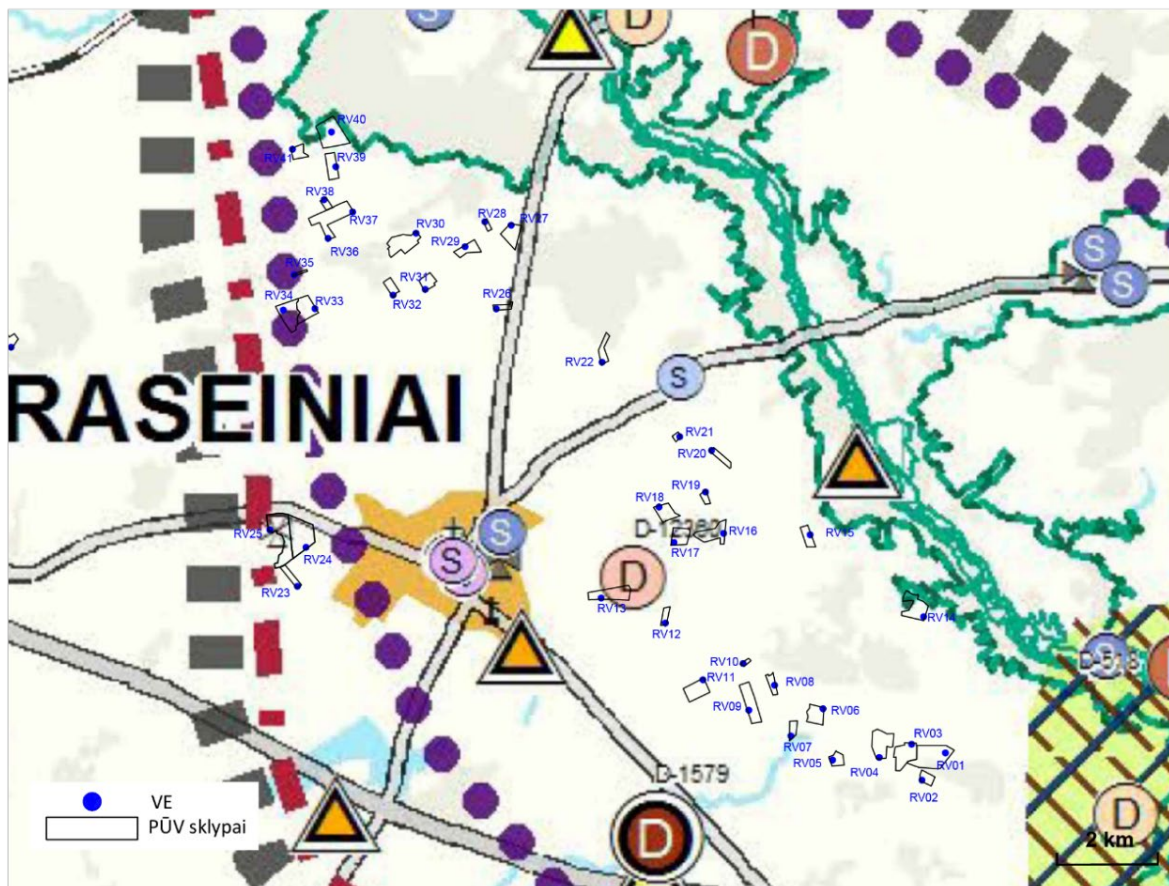 S
D
D
RV40
RV41
RV39
RV38
RV37
RV36
RV30
RV28
RV27
RV29
S
S
RV35
RV31
RV32
RV34
RV33
RV26
RV22
S
RASEINIAI
RV21
RV20
RV19
RV18
D-12380
RV16
RV17
RV15
RV25
RV24
RV23
S
S
D
RV13
RV12
RV14
S
D-518
RV10
RV11
RV08
RV09
RV06
RV07
RV03
RV05
RV04
RV01
RV02
D-1579
D
D
VE
PŪV sklypai
2 km